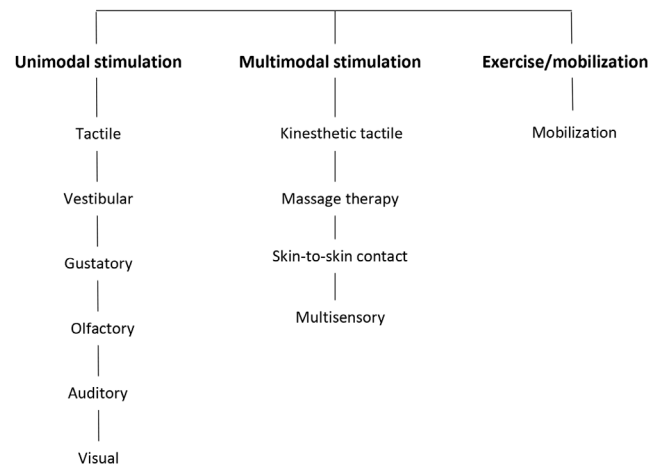 Unimodal stimulation
Multimodal stimulation
Exercise/mobilization
Tactile
Kinesthetic tactile
Mobilization
Vestibular
Massage therapy
Gustatory
Skin-to-skin contact
Olfactory
Multisensory
Auditory
Visual